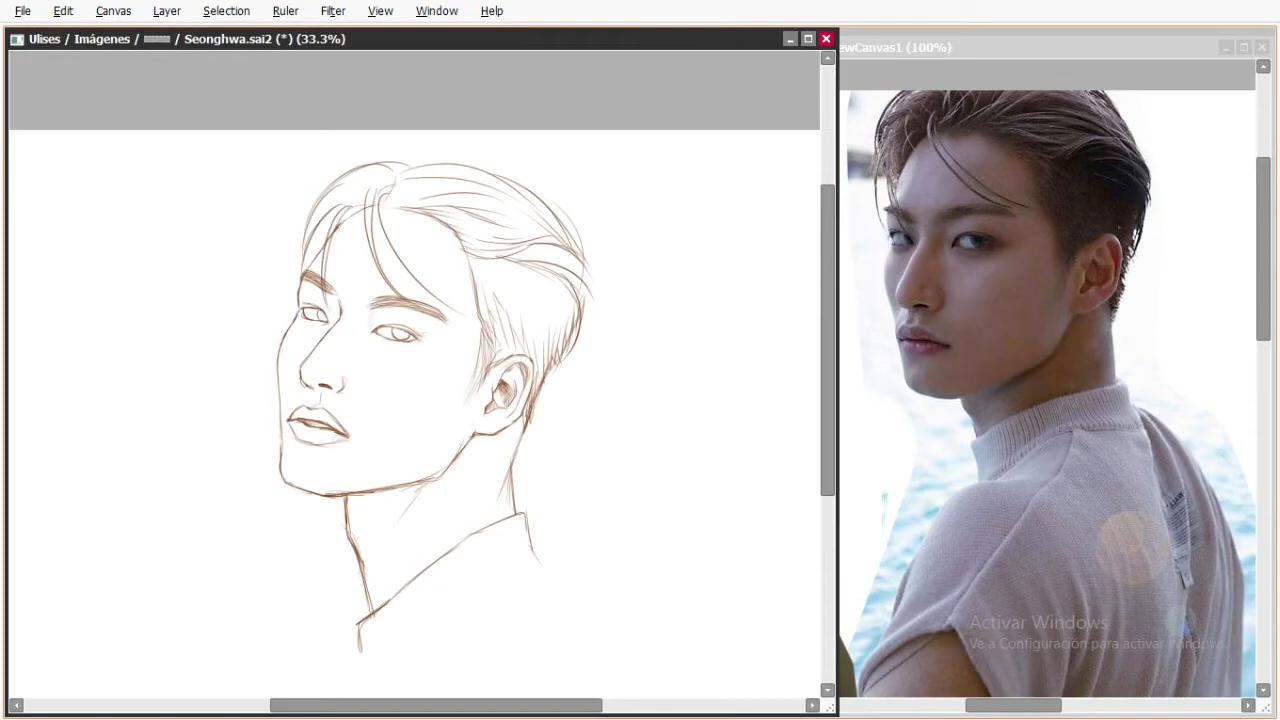 File Edit Canvas Layer Selection Ruler Filter View Window Help
Ulises / Imágenes / / Seonghwa.sai2 (*) (33.3%)
ewCanvas1 (100%)
Activar Windows
Ve a Configuración para activar Windows.